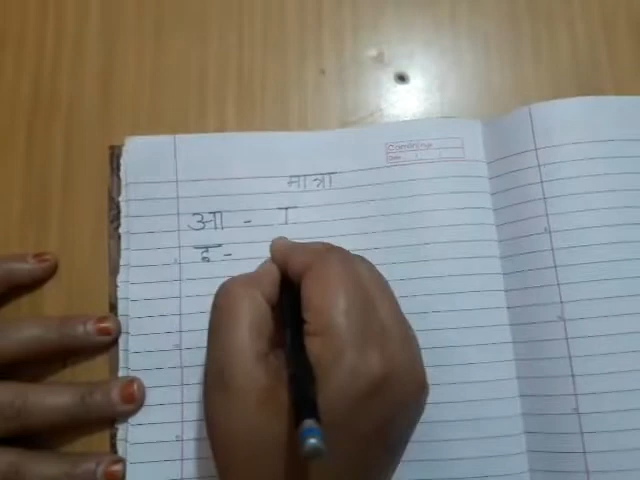 मात्रा
आ - ा
इ -